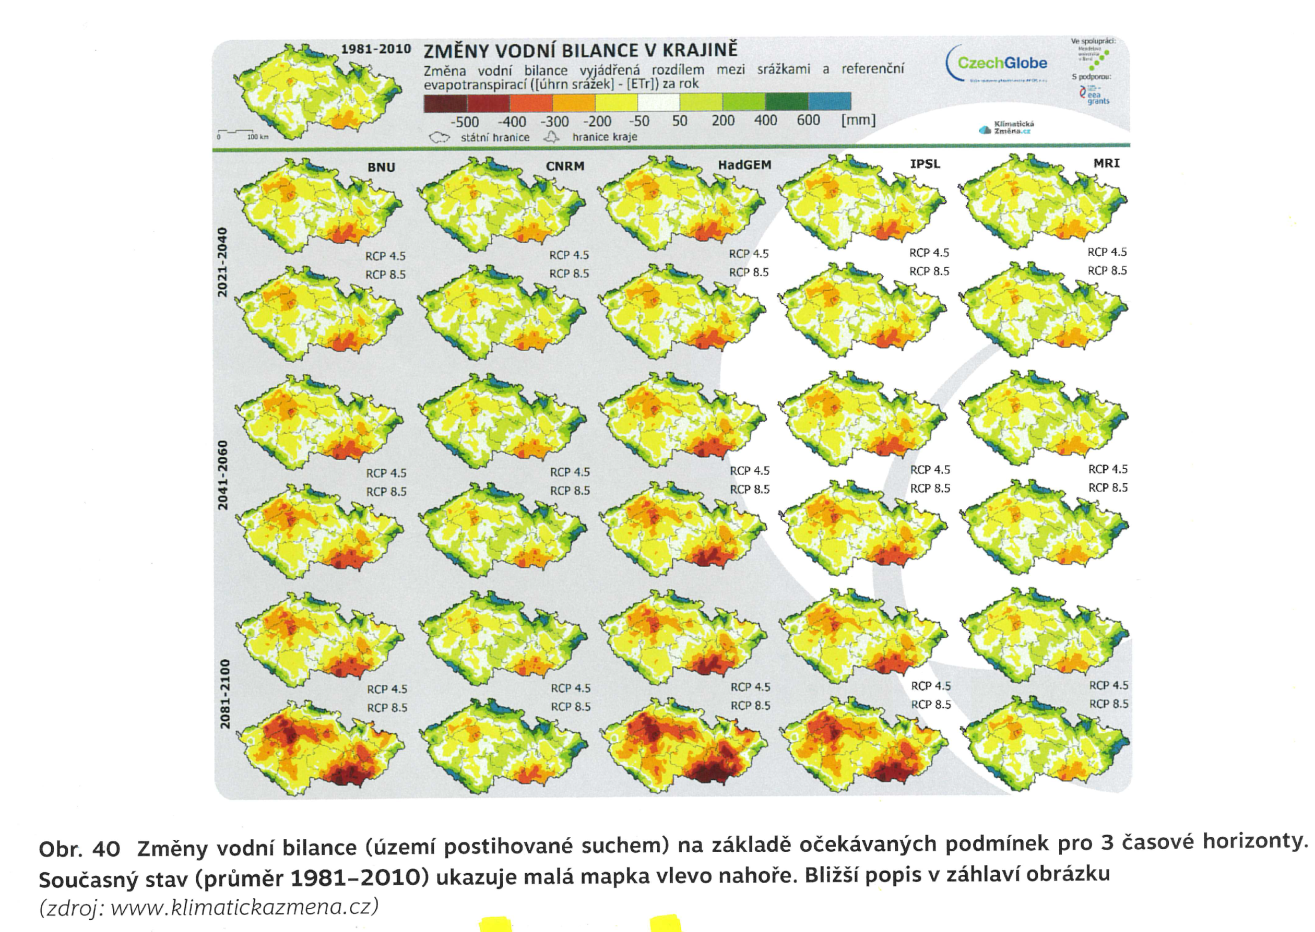 1981-2010
ZMĚNY VODNÍ BILANCE V KRAJINĚ
Změna vodní bilance vyjádřená rozdílem mezi srážkami a referenční
evapotranspirací ([úhrn srážek] - [ETr]) za rok
-500 -400 -300 -200 -50 50 200 400 600 [mm]
státní hranice hranice kraje
0 100 km
CzechGlobe
Ve spolupráci:
S podporou:
eea
grants
Klimatická
Změna.cz
BNU CNRM HadGEM IPSL MRI
2021-2040
RCP 4.5 RCP 4.5 RCP 4.5 RCP 4.5 RCP 4.5
RCP 8.5 RCP 8.5 RCP 8.5 RCP 8.5 RCP 8.5
2041-2060
RCP 4.5 RCP 4.5 RCP 4.5 RCP 4.5 RCP 4.5
RCP 8.5 RCP 8.5 RCP 8.5 RCP 8.5 RCP 8.5
2081-2100
RCP 4.5 RCP 4.5 RCP 4.5 RCP 4.5 RCP 4.5
RCP 8.5 RCP 8.5 RCP 8.5 RCP 8.5 RCP 8.5
Obr. 40 Změny vodní bilance (území postihované suchem) na základě očekávaných podmínek pro 3 časové horizonty.
Současný stav (průměr 1981–2010) ukazuje malá mapka vlevo nahoře. Bližší popis v záhlaví obrázku
(zdroj: www.klimatickazmena.cz)